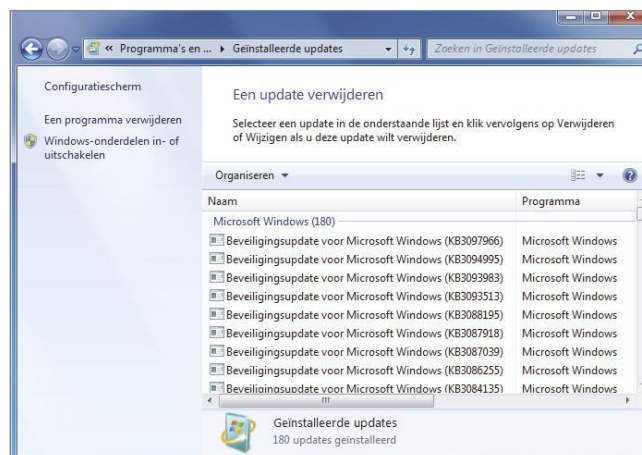 « Programma's en ... ▸ Geïnstalleerde updates
Zoeken in Geïnstalleerde updates
Configuratiescherm
Een programma verwijderen
Windows-onderdelen in- of
uitschakelen
Een update verwijderen
Selecteer een update in de onderstaande lijst en klik vervolgens op Verwijderen
of Wijzigen als u deze update wilt verwijderen.
Organiseren
Naam Programma
Microsoft Windows (180)
Beveiligingsupdate voor Microsoft Windows (KB3097966) Microsoft Windows
Beveiligingsupdate voor Microsoft Windows (KB3094995) Microsoft Windows
Beveiligingsupdate voor Microsoft Windows (KB3093983) Microsoft Windows
Beveiligingsupdate voor Microsoft Windows (KB3093513) Microsoft Windows
Beveiligingsupdate voor Microsoft Windows (KB3088195) Microsoft Windows
Beveiligingsupdate voor Microsoft Windows (KB3087918) Microsoft Windows
Beveiligingsupdate voor Microsoft Windows (KB3087039) Microsoft Windows
Beveiligingsupdate voor Microsoft Windows (KB3086255) Microsoft Windows
Beveiligingsupdate voor Microsoft Windows (KB3084135) Microsoft Windows
Geïnstalleerde updates
180 updates geïnstalleerd